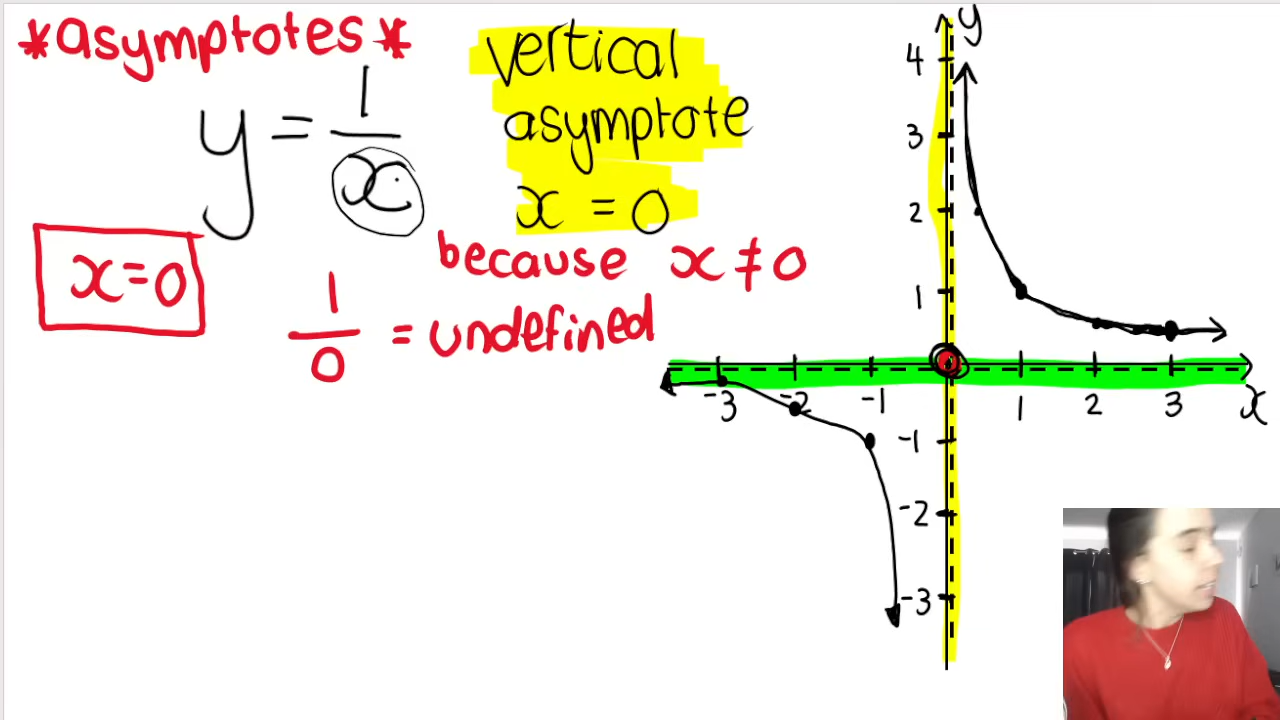 *asymptotes*
y = 1/x
vertical
asymptote
x = 0
because x ≠ 0
x=0
1/0 = undefined
y
4
3
2
1
-3 -2 -1 1 2 3 x
-1
-2
-3